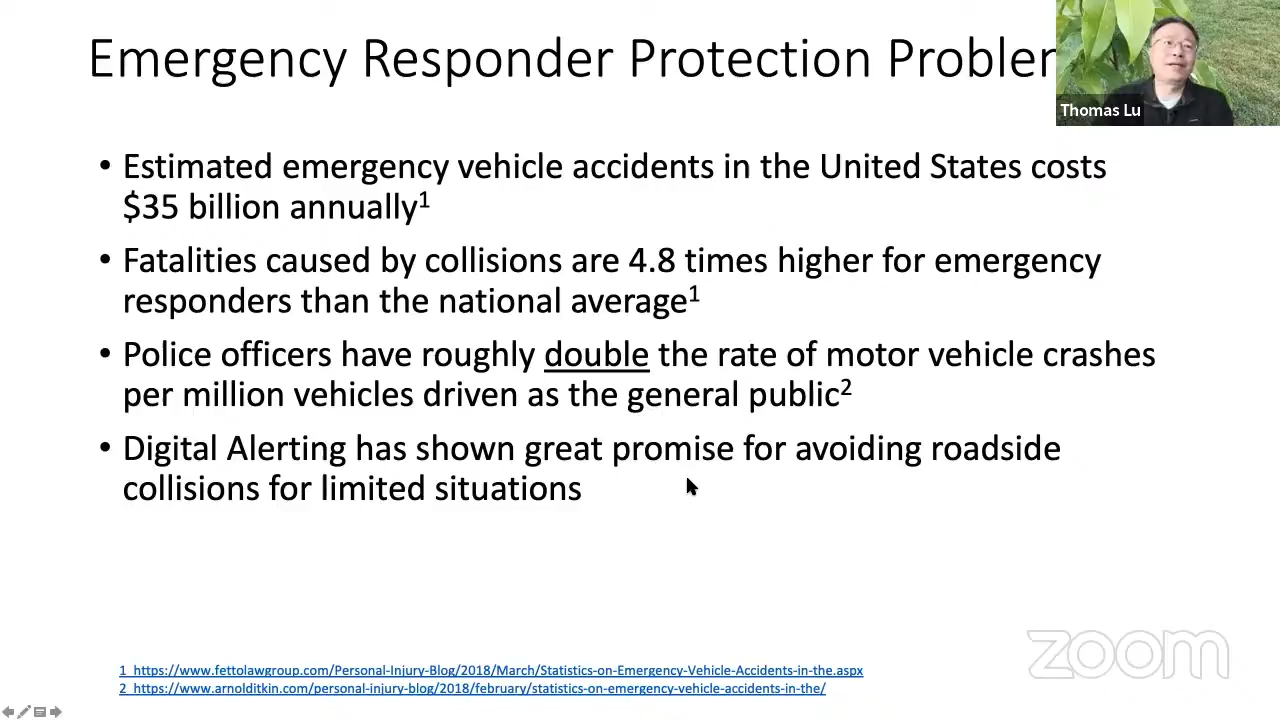 Emergency Responder Protection Problem
Thomas Lu
• Estimated emergency vehicle accidents in the United States costs
$35 billion annually1
• Fatalities caused by collisions are 4.8 times higher for emergency
responders than the national average1
• Police officers have roughly double the rate of motor vehicle crashes
per million vehicles driven as the general public2
• Digital Alerting has shown great promise for avoiding roadside
collisions for limited situations
1 https://www.fettolawgroup.com/Personal-Injury-Blog/2018/March/Statistics-on-Emergency-Vehicle-Accidents-in-the.aspx
2 https://www.arnolditkin.com/personal-injury-blog/2018/february/statistics-on-emergency-vehicle-accidents-in-the/
zoom